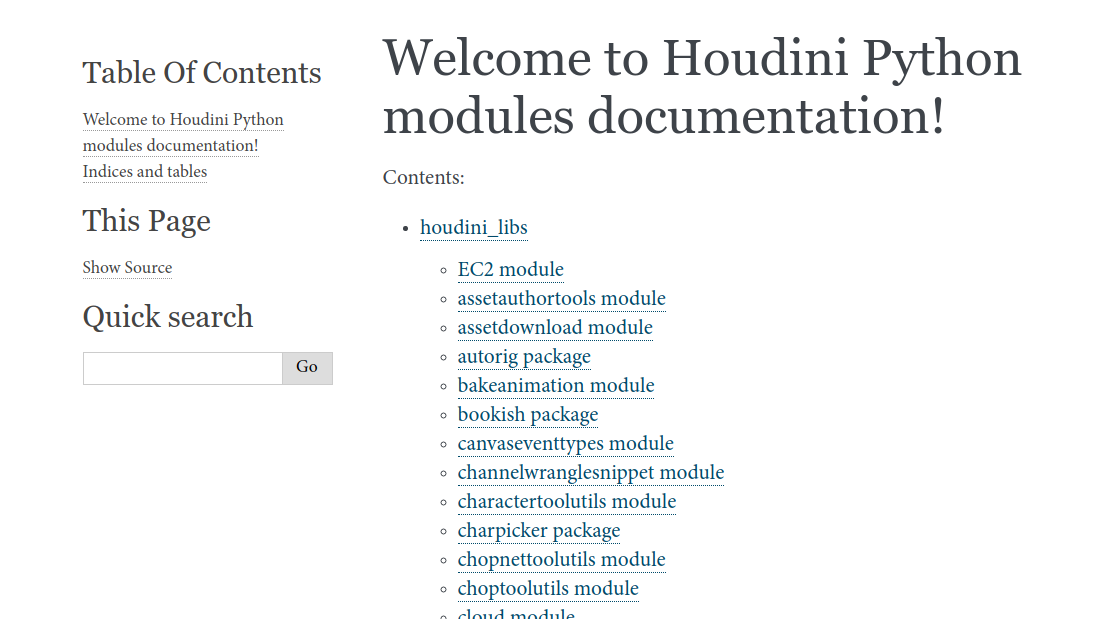 Table Of Contents
Welcome to Houdini Python
modules documentation!
Indices and tables
This Page
Show Source
Quick search
Go
Welcome to Houdini Python
modules documentation!
Contents:
houdini_libs
EC2 module
assetauthortools module
assetdownload module
autorig package
bakeanimation module
bookish package
canvaseventtypes module
channelwranglesnippet module
charactertoolutils module
charpicker package
chopnettoolutils module
choptoolutils module
cloud module